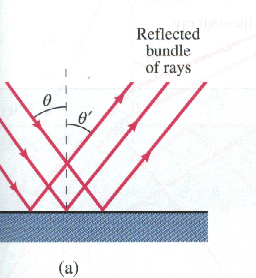 Reflected
bundle
of rays
θ
θ′
(a)